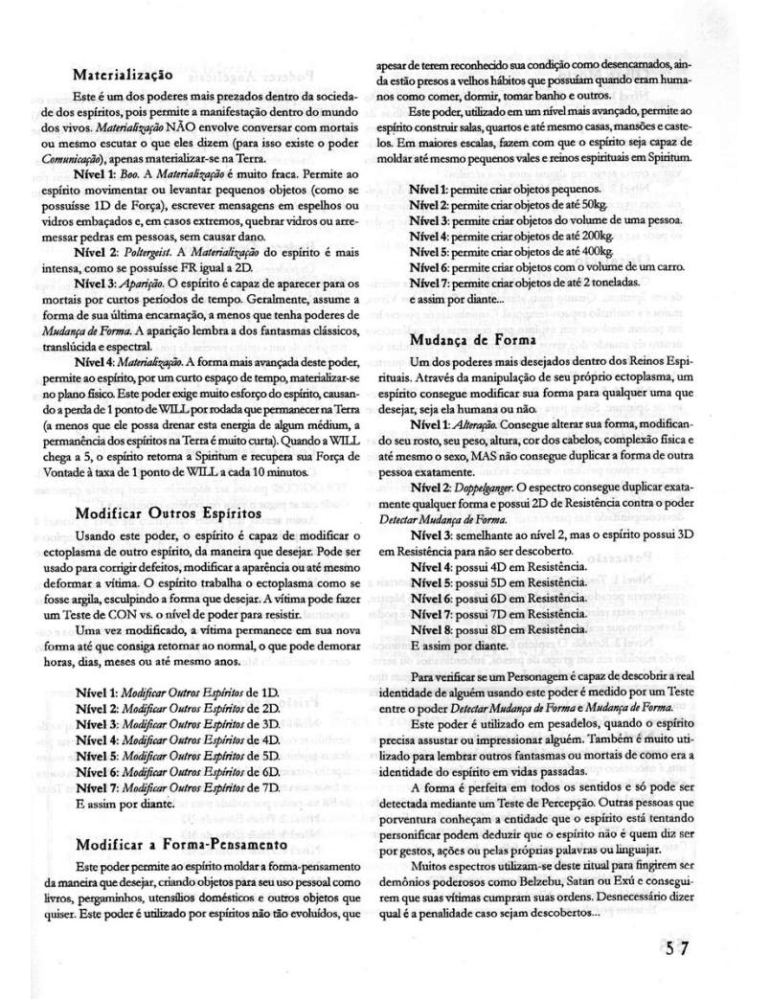 Materialização
Este é um dos poderes mais prezados dentro da socieda-
de dos espíritos, pois permite a manifestação dentro do mundo
dos vivos. Materialização NÃO envolve conversar com mortais
ou mesmo escutar o que eles dizem (para isso existe o poder
Comunicação), apenas materializar-se na Terra.
Nível 1: Boo. A Materialização é muito fraca. Permite ao
espírito movimentar ou levantar pequenos objetos (como se
possuísse 1D de Força), escrever mensagens em espelhos ou
vidros embaçados e, em casos extremos, quebrar vidros ou arre-
messar pedras em pessoas, sem causar dano.
Nível 2: Poltergeist. A Materialização do espírito é mais
intensa, como se possuísse FR igual a 2D.
Nível 3: Aparição. O espírito é capaz de aparecer para os
mortais por curtos períodos de tempo. Geralmente, assume a
forma de sua última encarnação, a menos que tenha poderes de
Mudança de Forma. A aparição lembra a dos fantasmas clássicos,
translúcida e espectral.
Nível 4: Materialização. A forma mais avançada deste poder,
permite ao espírito, por um curto espaço de tempo, materializar-se
no plano físico. Este poder exige muito esforço do espírito, causan-
do a perda de 1 ponto de WILL por rodada que permanecer na Terra
(a menos que ele possa drenar esta energia de algum médium, a
permanência dos espíritos na Terra é muito curta). Quando a WILL
chega a 5, o espírito retorna a Spiritum e recupera sua Força de
Vontade à taxa de 1 ponto de WILL a cada 10 minutos.
Modificar Outros Espíritos
Usando este poder, o espírito é capaz de modificar o
ectoplasma de outro espírito, da maneira que desejar. Pode ser
usado para corrigir defeitos, modificar a aparência ou até mesmo
deformar a vítima. O espírito trabalha o ectoplasma como se
fosse argila, esculpindo a forma que desejar. A vítima pode fazer
um Teste de CON vs. o nível de poder para resistir.
Uma vez modificado, a vítima permanece em sua nova
forma até que consiga retornar ao normal, o que pode demorar
horas, dias, meses ou até mesmo anos.
Nível 1: Modificar Outros Espíritos de 1D.
Nível 2: Modificar Outros Espíritos de 2D.
Nível 3: Modificar Outros Espíritos de 3D.
Nível 4: Modificar Outros Espíritos de 4D.
Nível 5: Modificar Outros Espíritos de 5D.
Nível 6: Modificar Outros Espíritos de 6D.
Nível 7: Modificar Outros Espíritos de 7D.
E assim por diante.
Modificar a Forma-Pensamento
Este poder permite ao espírito moldar a forma-pensamento
da maneira que desejar, criando objetos para seu uso pessoal como
livros, pergaminhos, utensílios domésticos e outros objetos que
quiser. Este poder é utilizado por espíritos não tão evoluídos, que
apesar de terem reconhecido sua condição como desencarnados, ain-
da estão presos a velhos hábitos que possuíam quando eram huma-
nos como comer, dormir, tomar banho e outros.
Este poder, utilizado em um nível mais avançado, permite ao
espírito construir salas, quartos e até mesmo casas, mansões e caste-
los. Em maiores escalas, fazem com que o espírito seja capaz de
moldar até mesmo pequenos vales e reinos espirituais em Spiritum.
Nível 1: permite criar objetos pequenos.
Nível 2: permite criar objetos de até 50kg.
Nível 3: permite criar objetos do volume de uma pessoa.
Nível 4: permite criar objetos de até 200kg.
Nível 5: permite criar objetos de até 400kg.
Nível 6: permite criar objetos com o volume de um carro.
Nível 7: permite criar objetos de até 2 toneladas.
e assim por diante...
Mudança de Forma
Um dos poderes mais desejados dentro dos Reinos Espi-
rituais. Através da manipulação de seu próprio ectoplasma, um
espírito consegue modificar sua forma para qualquer uma que
desejar, seja ela humana ou não.
Nível 1: Alteração. Consegue alterar sua forma, modifican-
do seu rosto, seu peso, altura, cor dos cabelos, complexão física e
até mesmo o sexo, MAS não consegue duplicar a forma de outra
pessoa exatamente.
Nível 2: Doppelganger. O espectro consegue duplicar exata-
mente qualquer forma e possui 2D de Resistência contra o poder
Detectar Mudança de Forma.
Nível 3: semelhante ao nível 2, mas o espírito possui 3D
em Resistência para não ser descoberto.
Nível 4: possui 4D em Resistência.
Nível 5: possui 5D em Resistência.
Nível 6: possui 6D em Resistência.
Nível 7: possui 7D em Resistência.
Nível 8: possui 8D em Resistência.
E assim por diante.
Para verificar se um Personagem é capaz de descobrir a real
identidade de alguém usando este poder é medido por um Teste
entre o poder Detectar Mudança de Forma e Mudança de Forma.
Este poder é utilizado em pesadelos, quando o espírito
precisa assustar ou impressionar alguém. Também é muito uti-
lizado para lembrar outros fantasmas ou mortais de como era a
identidade do espírito em vidas passadas.
A forma é perfeita em todos os sentidos e só pode ser
detectada mediante um Teste de Percepção. Outras pessoas que
porventura conheçam a entidade que o espírito está tentando
personificar podem deduzir que o espírito não é quem diz ser
por gestos, ações ou pelas próprias palavras ou linguajar.
Muitos espectros utilizam-se deste ritual para fingirem ser
demônios poderosos como Belzebu, Satan ou Exú e consegui-
rem que suas vítimas cumpram suas ordens. Desnecessário dizer
qual é a penalidade caso sejam descobertos...
57